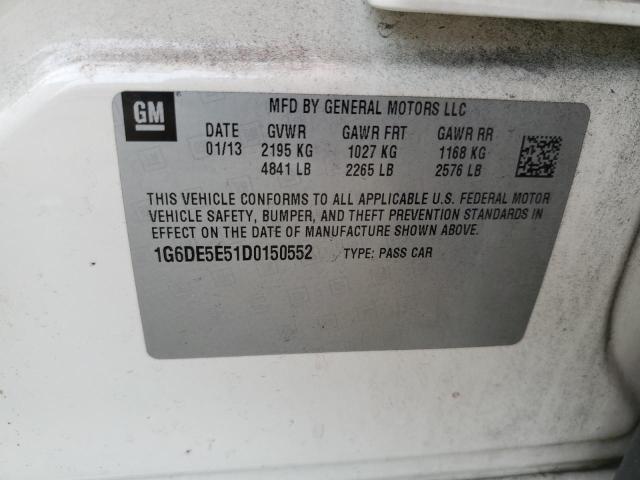 GM
MFD BY GENERAL MOTORS LLC
DATE GVWR GAWR FRT GAWR RR
01/13 2195 KG 1027 KG 1168 KG
4841 LB 2265 LB 2576 LB
THIS VEHICLE CONFORMS TO ALL APPLICABLE U.S. FEDERAL MOTOR
VEHICLE SAFETY, BUMPER, AND THEFT PREVENTION STANDARDS IN
EFFECT ON THE DATE OF MANUFACTURE SHOWN ABOVE.
1G6DE5E51D0150552 TYPE: PASS CAR